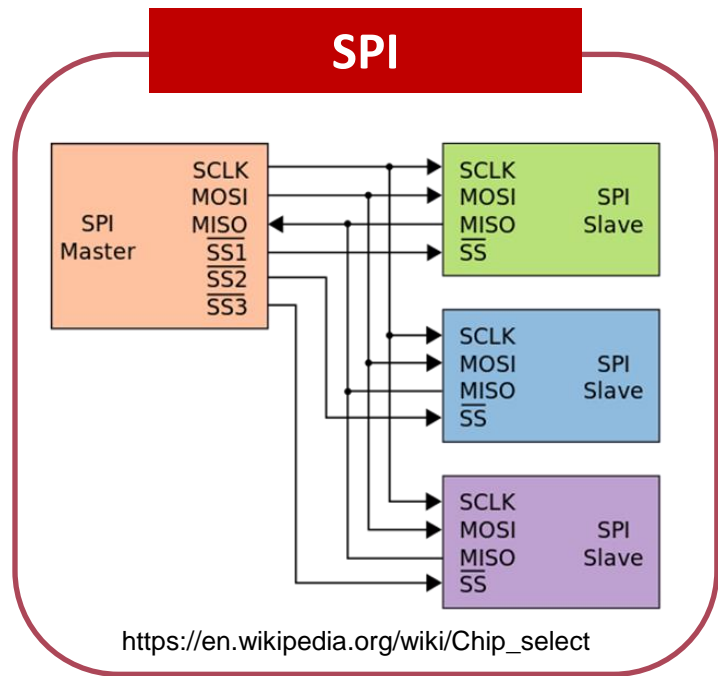 SPI
SPI
Master
SCLK
MOSI
MISO
SS1
SS2
SS3
SCLK
MOSI
MISO
SS
SPI
Slave
SCLK
MOSI
MISO
SS
SPI
Slave
SCLK
MOSI
MISO
SS
SPI
Slave
https://en.wikipedia.org/wiki/Chip_select